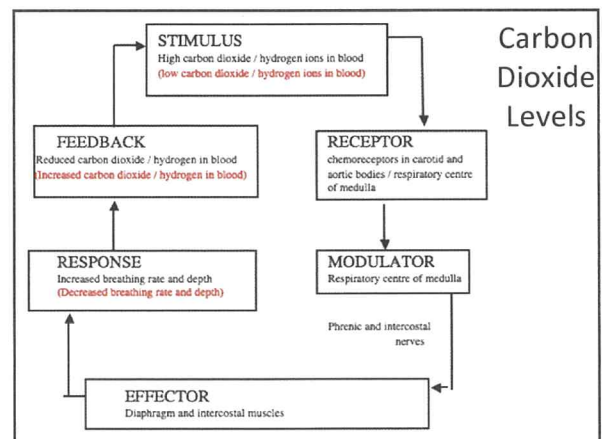 Carbon
Dioxide
Levels
STIMULUS
High carbon dioxide / hydrogen ions in blood
(low carbon dioxide / hydrogen ions in blood)
RECEPTOR
chemoreceptors in carotid and
aortic bodies / respiratory centre
of medulla
MODULATOR
Respiratory centre of medulla
Phrenic and intercostal
nerves
EFFECTOR
Diaphragm and intercostal muscles
RESPONSE
Increased breathing rate and depth
(Decreased breathing rate and depth)
FEEDBACK
Reduced carbon dioxide / hydrogen in blood
(Increased carbon dioxide / hydrogen in blood)